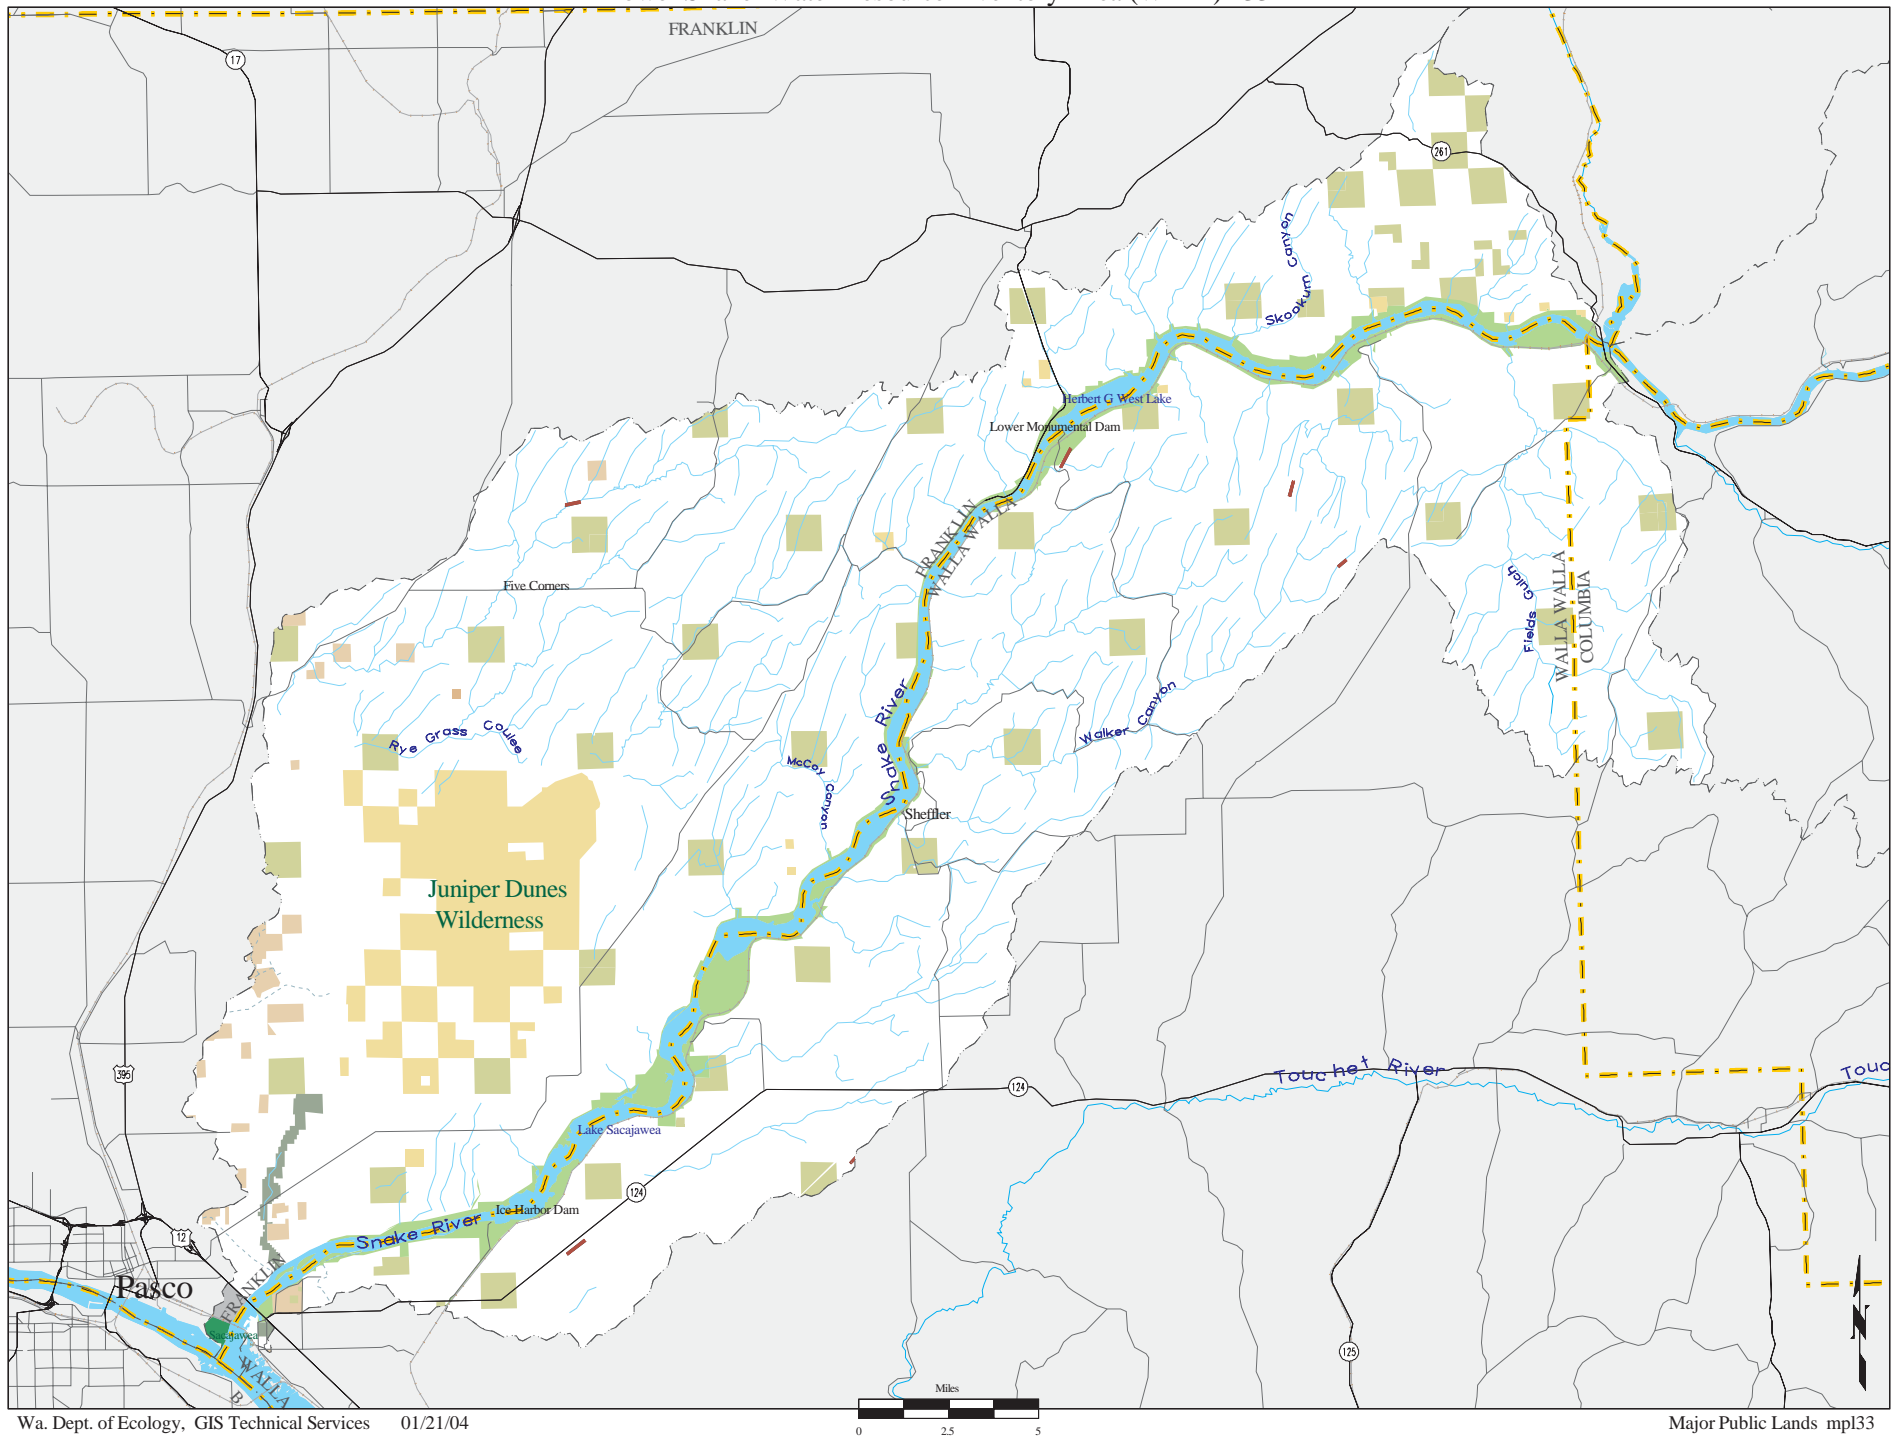 FRANKLIN
17
261
Skookum Canyon
Herbert G West Lake
Lower Monumental Dam
FRANKLIN
WALLA WALLA
Five Corners
Fields Gulch
WALLA WALLA
COLUMBIA
Snake River
Walker Canyon
Rye Grass Coulee
McCoy Canyon
Sheffler
Juniper Dunes
Wilderness
395
124
Touchet River
Touc
Lake Sacajawea
124
Ice Harbor Dam
Snake River
12
Pasco
FRANKLIN
Sacajawea
WALLA
B
125
N
Miles
0 2.5 5
Wa. Dept. of Ecology, GIS Technical Services 01/21/04
Major Public Lands mpl33